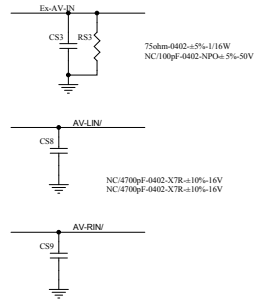 Ex-AV-IN
CS3 RS3
75ohm-0402-±5%-1/16W
NC/100pF-0402-NPO-±5%-50V
AV-LIN/
CS8
NC/4700pF-0402-X7R-±10%-16V
NC/4700pF-0402-X7R-±10%-16V
AV-RIN/
CS9